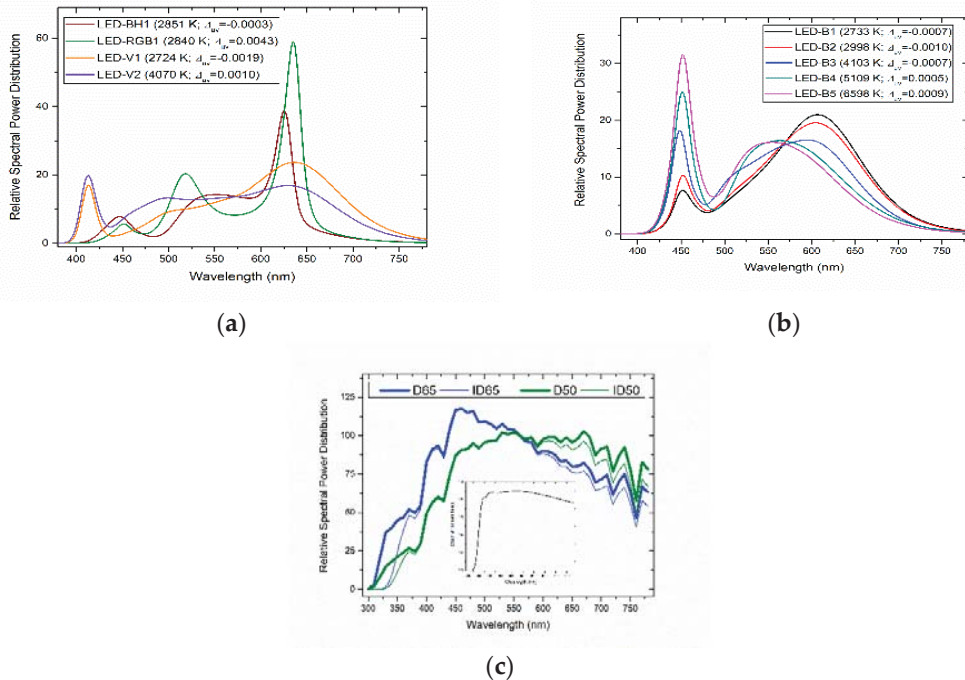 LED-BH1 (2851 K; Δuv=-0.0003)
LED-RGB1 (2840 K; Δuv=0.0043)
LED-V1 (2724 K; Δuv=-0.0019)
LED-V2 (4070 K; Δuv=0.0010)
60
40
20
0
Relative Spectral Power Distribution
400 450 500 550 600 650 700 750
Wavelength (nm)
(a)
LED-B1 (2733 K; Δuv=-0.0007)
LED-B2 (2998 K; Δuv=-0.0010)
LED-B3 (4103 K; Δuv=-0.0007)
LED-B4 (5109 K; Δuv=0.0005)
LED-B5 (6598 K; Δuv=0.0009)
30
20
10
0
Relative Spectral Power Distribution
400 450 500 550 600 650 700 750
Wavelength (nm)
(b)
D65 ID65 D50 ID50
125
100
75
50
25
0
Relative Spectral Power Distribution
300 350 400 450 500 550 600 650 700 750
Wavelength (nm)
(c)